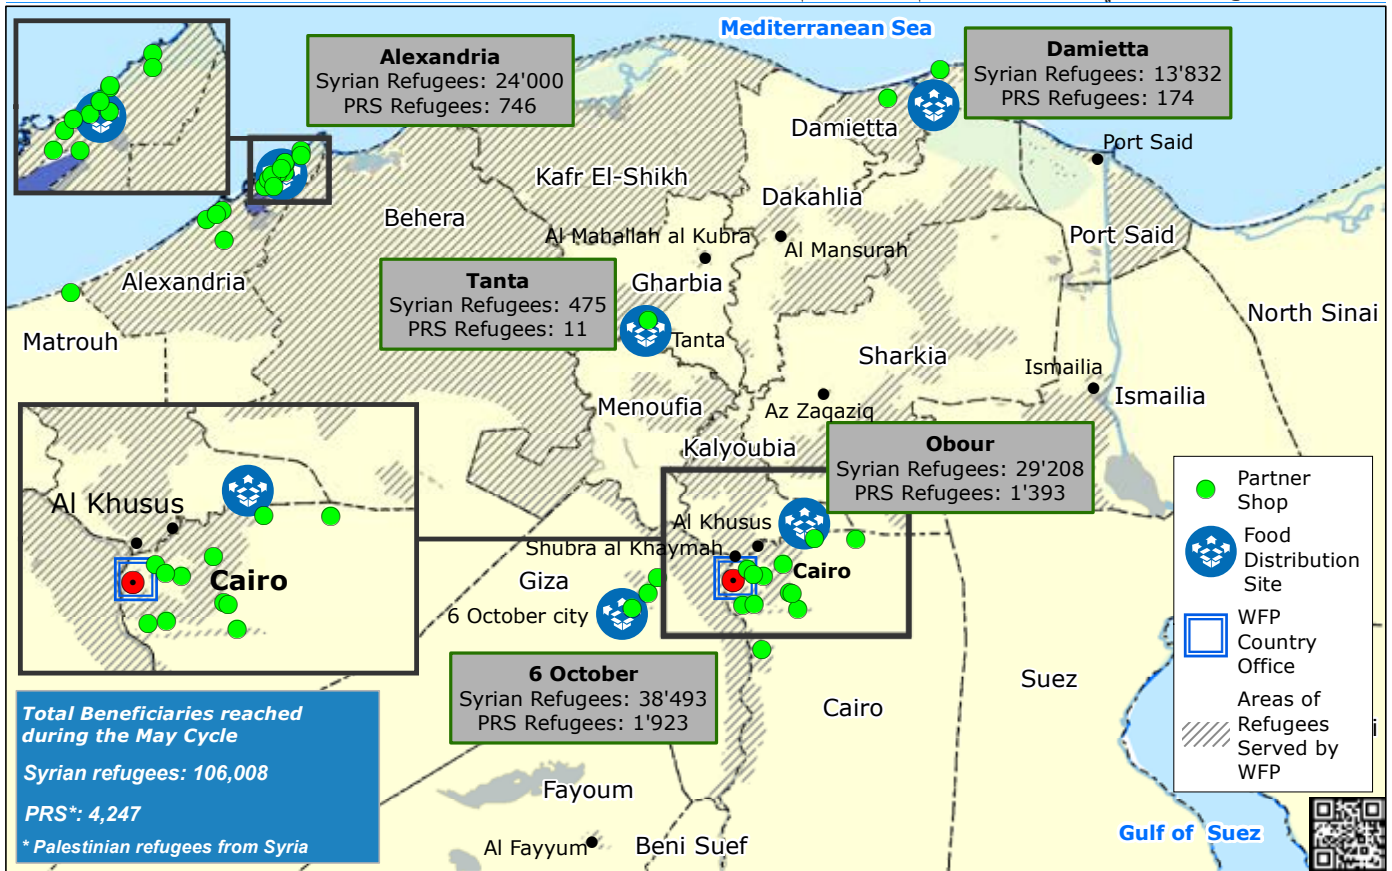 Mediterranean Sea
Alexandria
Syrian Refugees: 24'000
PRS Refugees: 746
Damietta
Syrian Refugees: 13'832
PRS Refugees: 174
Damietta
Port Said
Kafr El-Shikh
Dakahlia
Behera
Al Mahallah al Kubra
Al Mansurah
Port Said
Alexandria
Tanta
Syrian Refugees: 475
PRS Refugees: 11
Gharbia
North Sinai
Matrouh
Tanta
Sharkia
Ismailia
Ismailia
Menoufia
Az Zaqaziq
Kalyoubia
Obour
Syrian Refugees: 29'208
PRS Refugees: 1'393
Al Khusus
Cairo
Al Khusus
Shubra al Khaymah
Cairo
Giza
6 October city
6 October
Syrian Refugees: 38'493
PRS Refugees: 1'923
Cairo
Suez
Partner
Shop
Food
Distribution
Site
WFP
Country
Office
Areas of
Refugees
Served by
WFP
Total Beneficiaries reached
during the May Cycle
Syrian refugees: 106,008
PRS*: 4,247
* Palestinian refugees from Syria
Fayoum
Al Fayyum
Beni Suef
Gulf of Suez